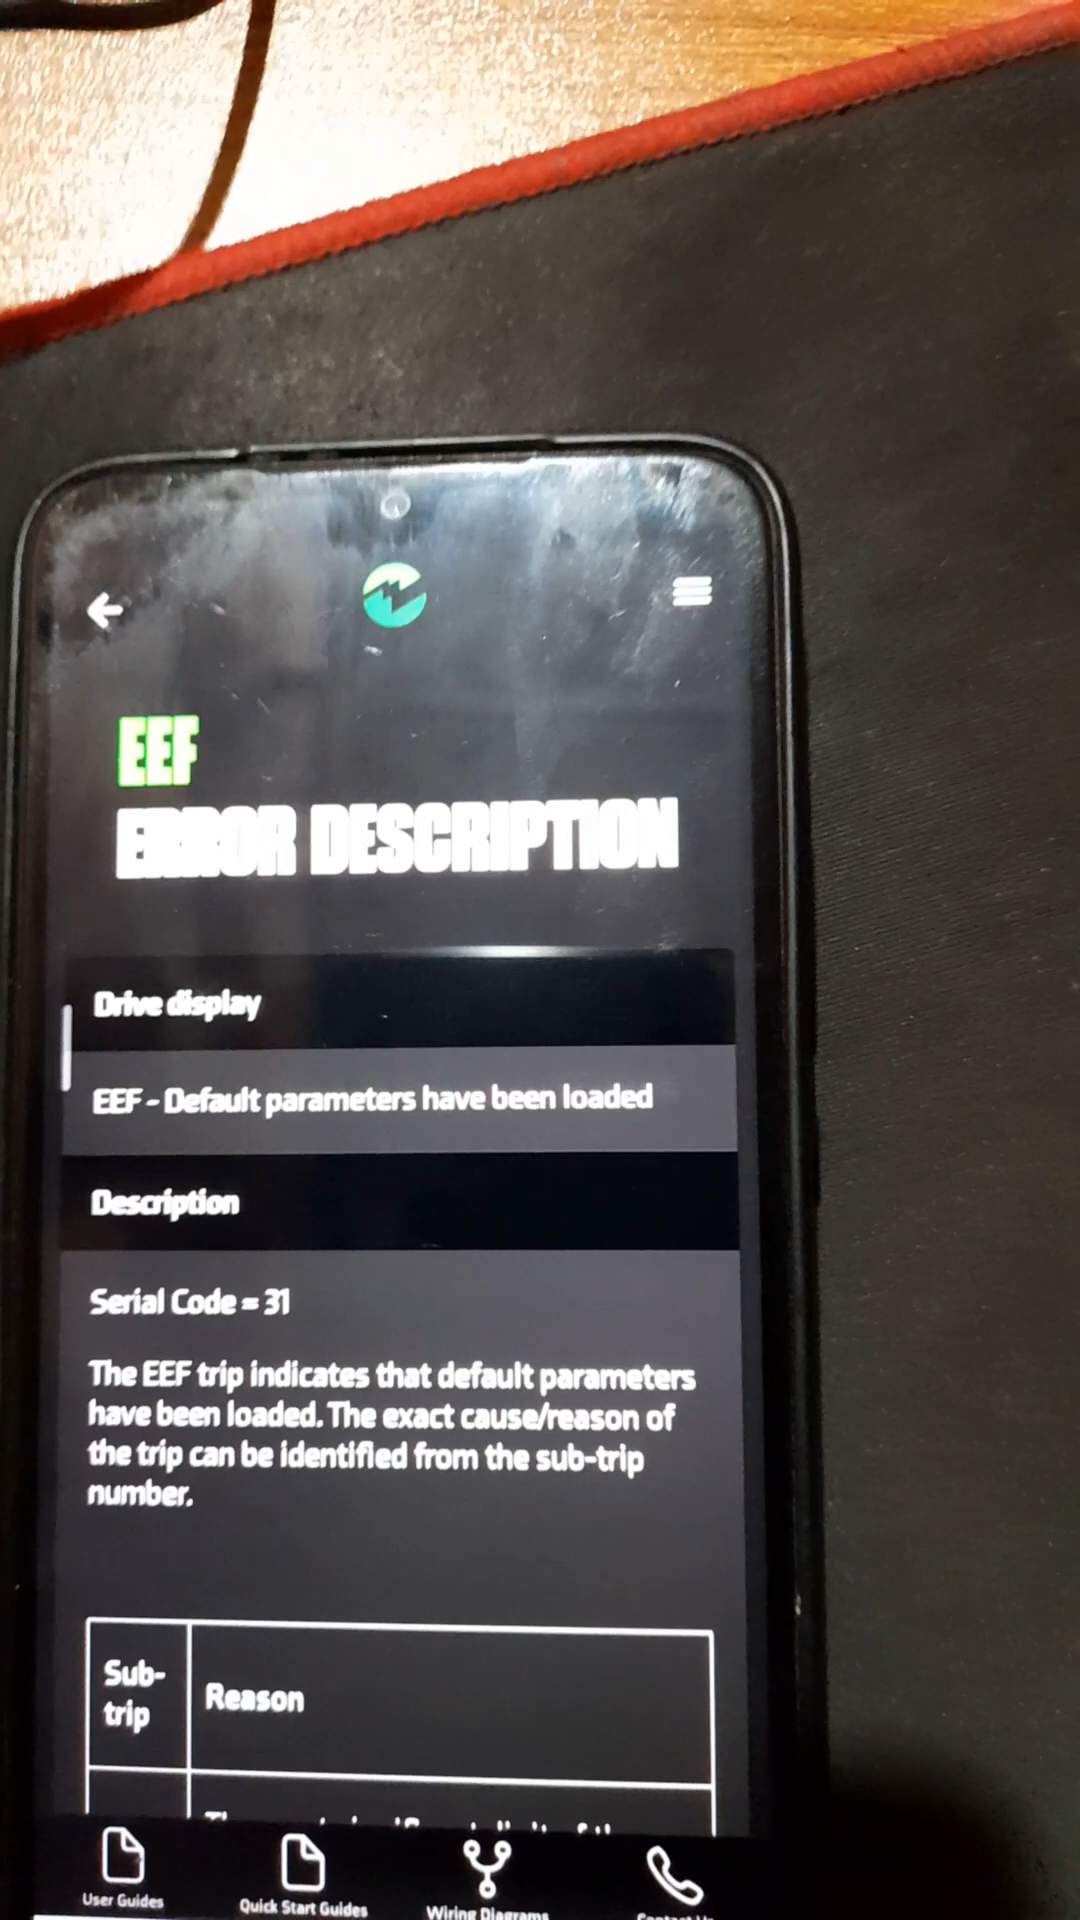 EEF
ERROR DESCRIPTION
Drive display
EEF - Default parameters have been loaded
Description
Serial Code = 31
The EEF trip indicates that default parameters
have been loaded. The exact cause/reason of
the trip can be identified from the sub-trip
number.
Sub-
trip
Reason
User Guides
Quick Start Guides
Wiring Diagrams